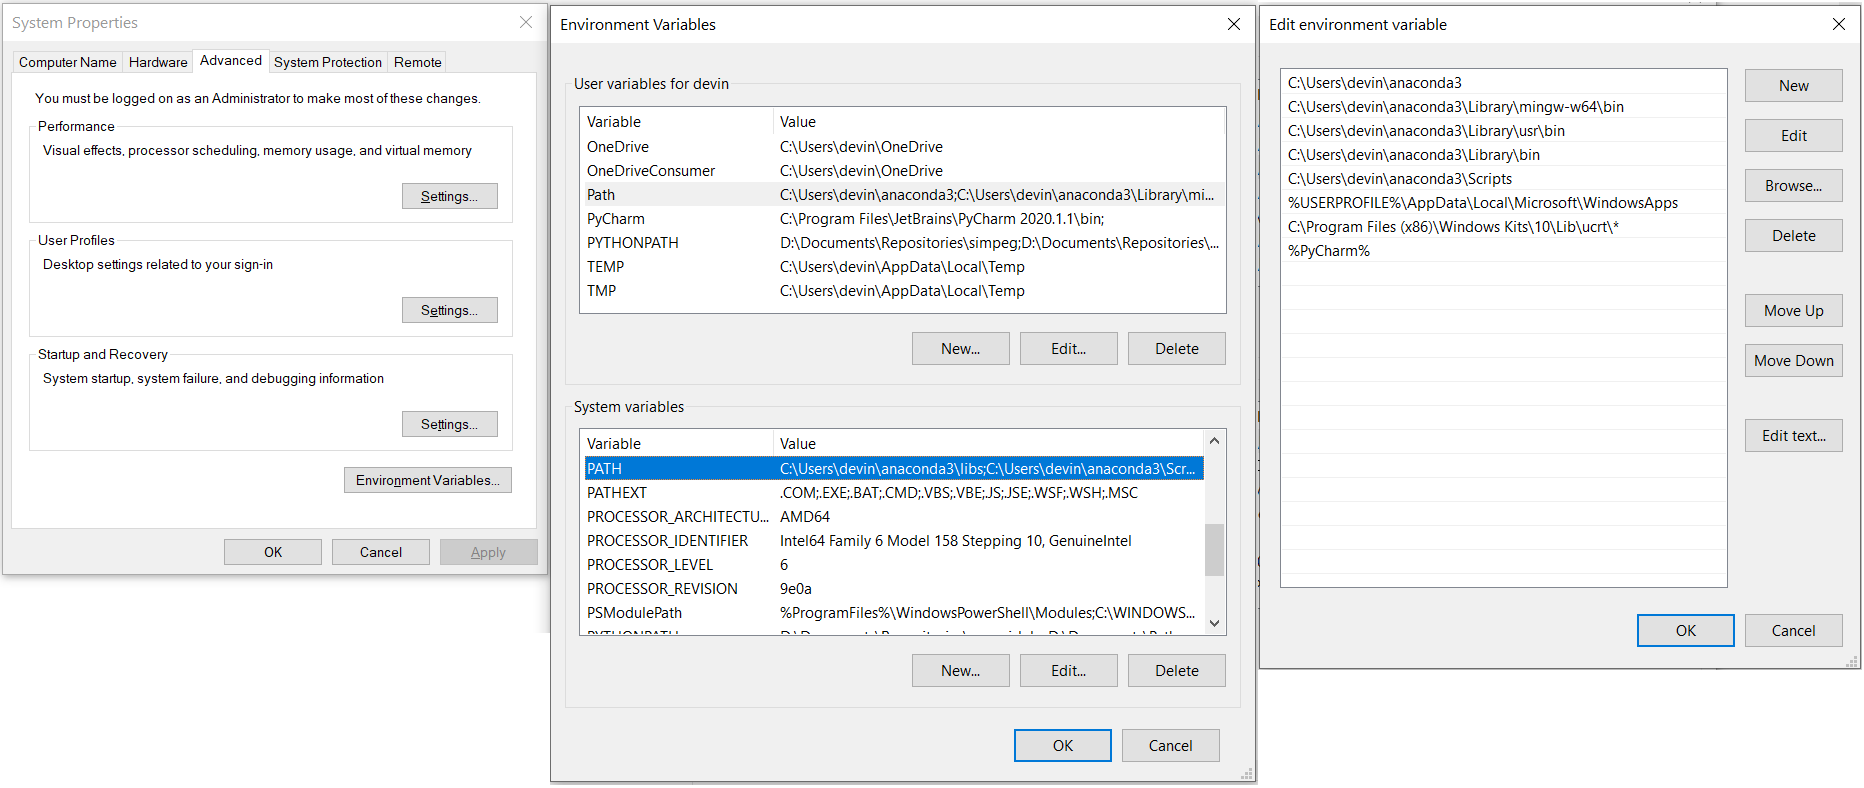 System Properties
Computer Name
Hardware
Advanced
System Protection
Remote
You must be logged on as an Administrator to make most of these changes.
Performance
Visual effects, processor scheduling, memory usage, and virtual memory
Settings...
User Profiles
Desktop settings related to your sign-in
Settings...
Startup and Recovery
System startup, system failure, and debugging information
Settings...
Environment Variables...
OK
Cancel
Apply
Environment Variables
User variables for devin
Variable Value
OneDrive C:\Users\devin\OneDrive
OneDriveConsumer C:\Users\devin\OneDrive
Path C:\Users\devin\anaconda3;C:\Users\devin\anaconda3\Library\mi...
PyCharm C:\Program Files\JetBrains\PyCharm 2020.1.1\bin;
PYTHONPATH D:\Documents\Repositories\simpeg;D:\Documents\Repositories\...
TEMP C:\Users\devin\AppData\Local\Temp
TMP C:\Users\devin\AppData\Local\Temp
New...
Edit...
Delete
System variables
Variable Value
PATH C:\Users\devin\anaconda3\libs;C:\Users\devin\anaconda3\Scr...
PATHEXT .COM;.EXE;.BAT;.CMD;.VBS;.VBE;.JS;.JSE;.WSF;.WSH;.MSC
PROCESSOR_ARCHITECTU... AMD64
PROCESSOR_IDENTIFIER Intel64 Family 6 Model 158 Stepping 10, GenuineIntel
PROCESSOR_LEVEL 6
PROCESSOR_REVISION 9e0a
PSModulePath %ProgramFiles%\WindowsPowerShell\Modules;C:\WINDOWS...
PYTHONPATH
New...
Edit...
Delete
OK
Cancel
Edit environment variable
C:\Users\devin\anaconda3
C:\Users\devin\anaconda3\Library\mingw-w64\bin
C:\Users\devin\anaconda3\Library\usr\bin
C:\Users\devin\anaconda3\Library\bin
C:\Users\devin\anaconda3\Scripts
%USERPROFILE%\AppData\Local\Microsoft\WindowsApps
C:\Program Files (x86)\Windows Kits\10\Lib\ucrt\*
%PyCharm%
New
Edit
Browse...
Delete
Move Up
Move Down
Edit text...
OK
Cancel